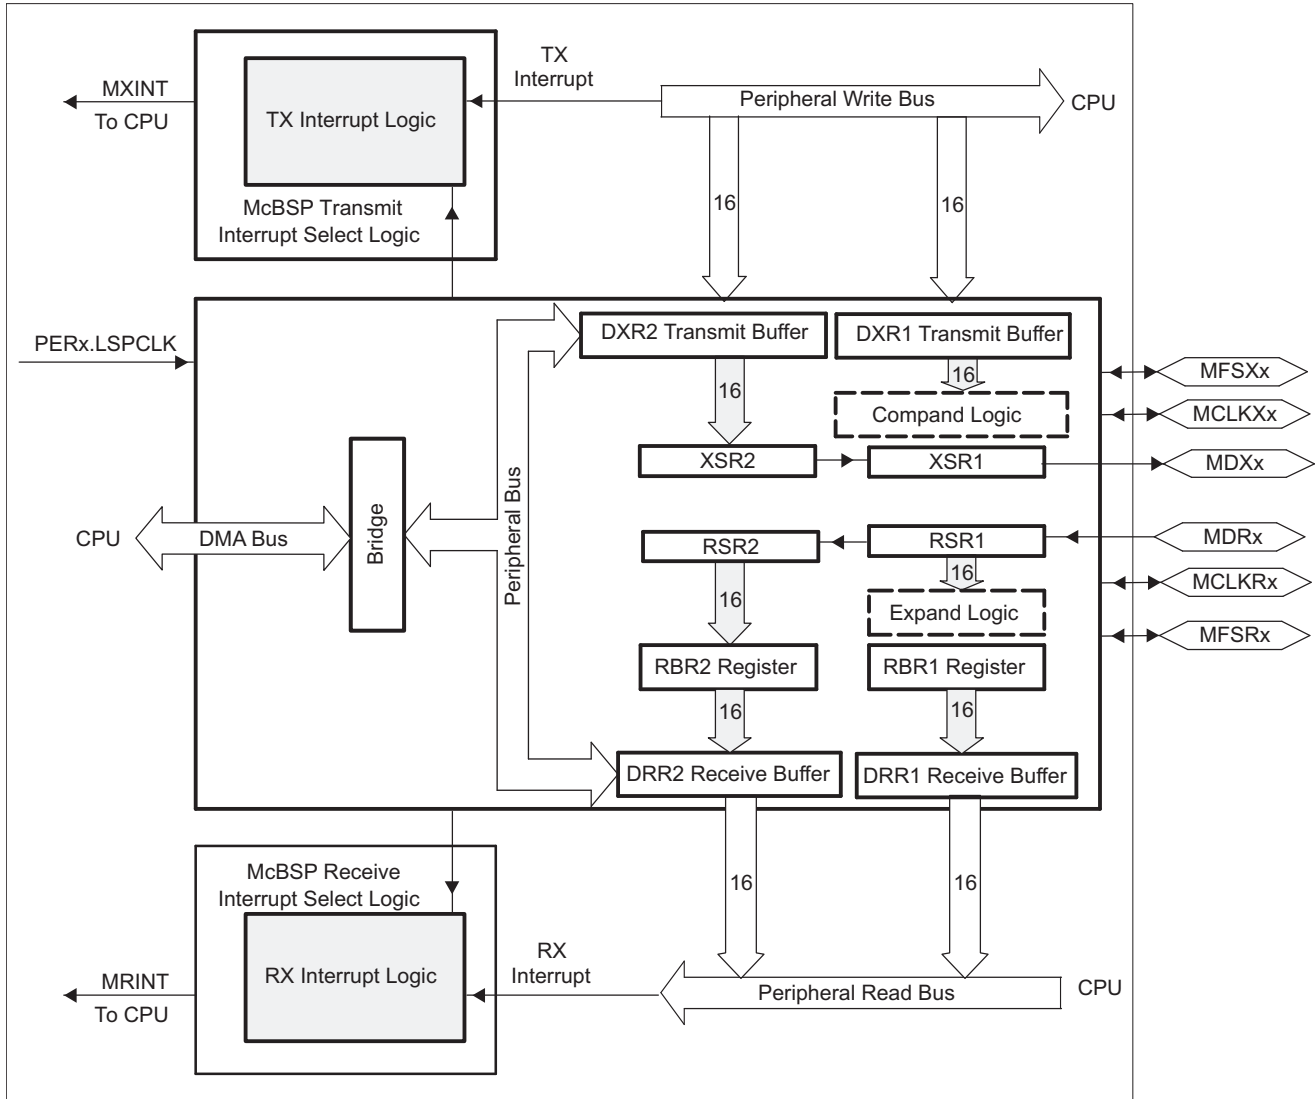 TX
Interrupt
MXINT
To CPU
TX Interrupt Logic
Peripheral Write Bus
CPU
McBSP Transmit
Interrupt Select Logic
16
16
PERx.LSPCLK
DXR2 Transmit Buffer
DXR1 Transmit Buffer
16
16
MFSXx
Compand Logic
MCLKXx
XSR2
XSR1
MDXx
CPU
DMA Bus
Bridge
Peripheral Bus
RSR2
RSR1
MDRx
16
16
MCLKRx
Expand Logic
MFSRx
RBR2 Register
RBR1 Register
16
16
DRR2 Receive Buffer
DRR1 Receive Buffer
McBSP Receive
Interrupt Select Logic
16
16
RX Interrupt Logic
RX
Interrupt
MRINT
To CPU
Peripheral Read Bus
CPU